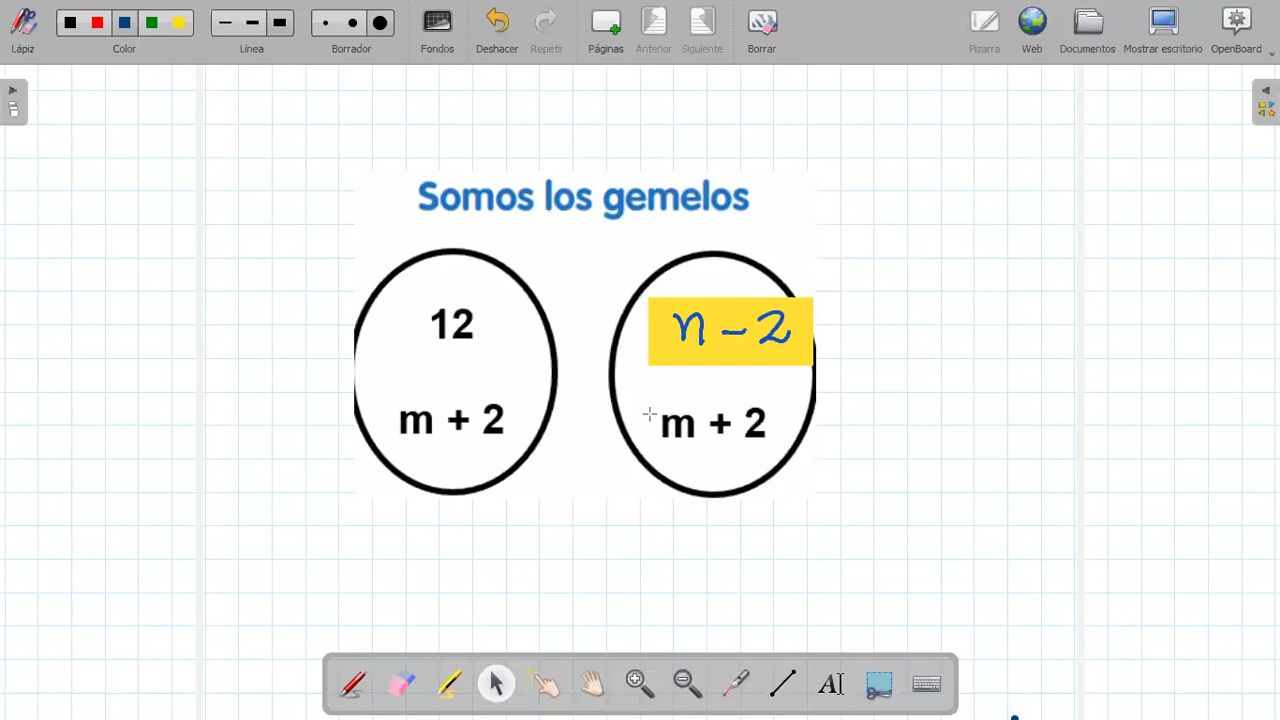 Lápiz
Color
Línea
Borrador
Fondos
Deshacer
Repetir
Páginas
Anterior
Siguiente
Borrar
Pizarra
Web
Documentos
Mostrar escritorio
OpenBoard
Somos los gemelos
12
m + 2
n - 2
m + 2
AI